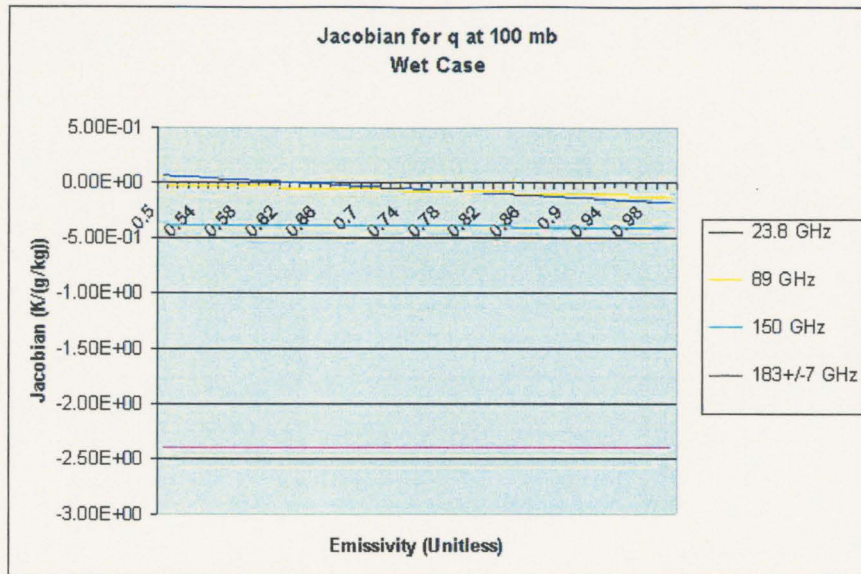 Jacobian for q at 100 mb
Wet Case
5.00E-01
0.00E+00
-5.00E-01
-1.00E+00
-1.50E+00
-2.00E+00
-2.50E+00
-3.00E+00
Jacobian (K/(g/kg))
0.5
0.54
0.58
0.62
0.66
0.7
0.74
0.78
0.82
0.86
0.9
0.94
0.98
Emissivity (Unitless)
23.8 GHz
89 GHz
150 GHz
183+/-7 GHz